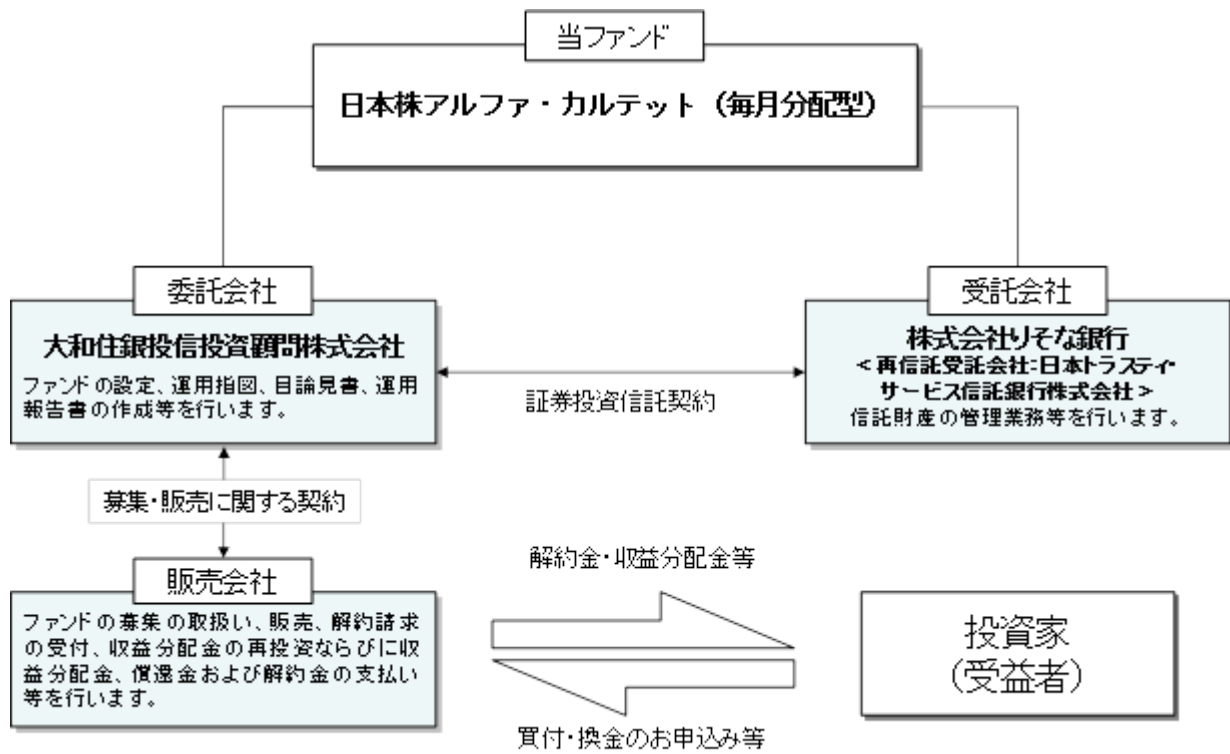 当ファンド
日本株アルファ・カルテット（毎月分配型）
委託会社
大和住銀投信投資顧問株式会社
ファンドの設定、運用指図、目論見書、運用
報告書の作成等を行います。
証券投資信託契約
受託会社
株式会社りそな銀行
＜再信託受託会社:日本トラスティ・
サービス信託銀行株式会社＞
信託財産の管理業務等を行います。
募集・販売に関する契約
販売会社
ファンドの募集の取扱い、販売、解約請求
の受付、収益分配金の再投資ならびに収
益分配金、償還金および解約金の支払い
等を行います。
解約金・収益分配金等
買付・換金のお申込み等
投資家
（受益者）